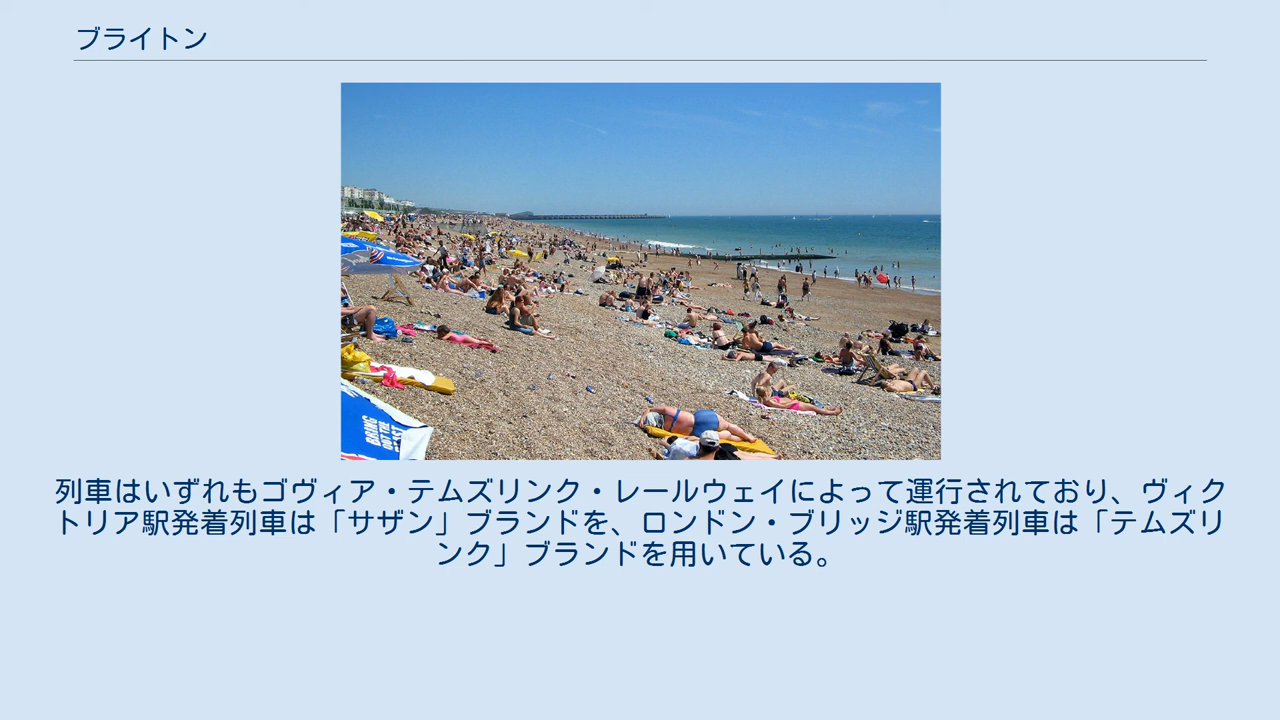 ブライトン
列車はいずれもゴヴィア・テムズリンク・レールウェイによって運行されており、ヴィク
トリア駅発着列車は「サザン」ブランドを、ロンドン・ブリッジ駅発着列車は「テムズリ
ンク」ブランドを用いている。
BRING
OUT THE